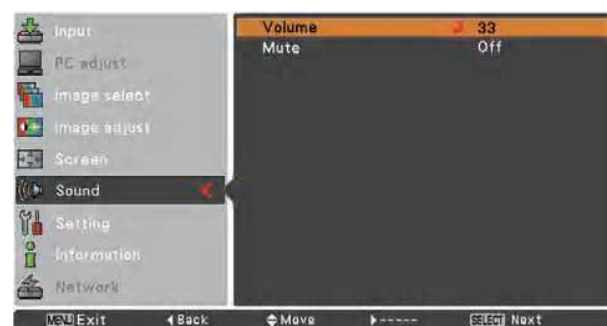 Input
PC adjust
Image select
Image adjust
Screen
Sound
Setting
Information
Network
Volume 33
Mute Off
MENU Exit ◀Back ◆Move ▶----- SELECT Next